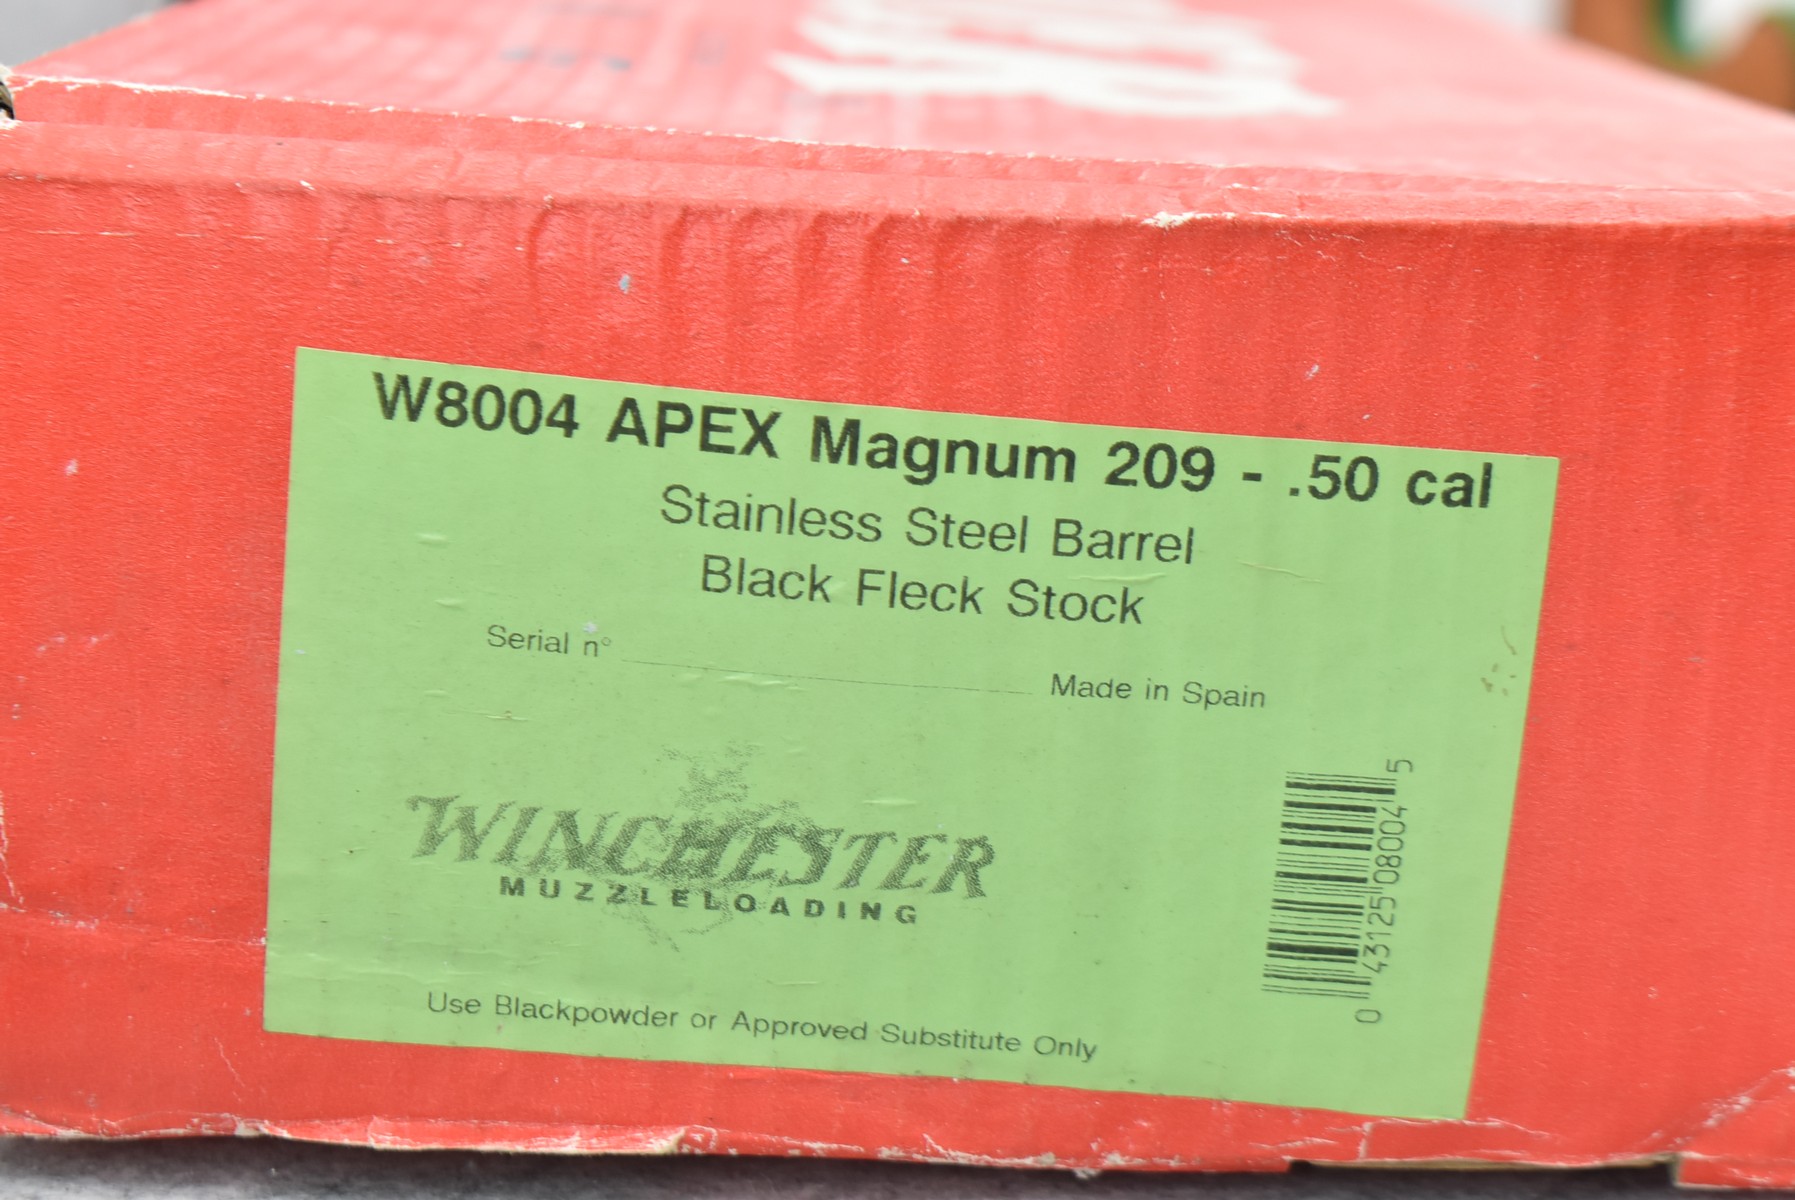 W8004 APEX Magnum 209 - .50 cal
Stainless Steel Barrel
Black Fleck Stock
Serial n°
Made in Spain
WINCHESTER
MUZZLELOADING
0 43125 08004 5
Use Blackpowder or Approved Substitute Only